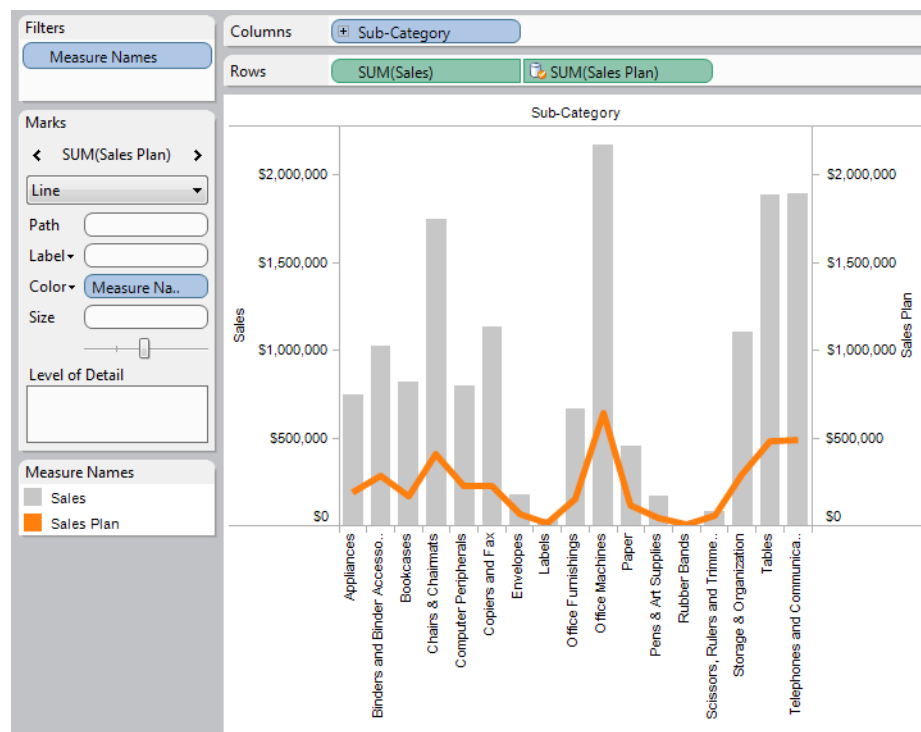 Filters
Measure Names
Marks
SUM(Sales Plan)
Line
Path
Label
Color Measure Na..
Size
Level of Detail
Measure Names
Sales
Sales Plan
Columns Sub-Category
Rows SUM(Sales) SUM(Sales Plan)
Sub-Category
$2,000,000 $2,000,000
$1,500,000 $1,500,000
$1,000,000 $1,000,000
$500,000 $500,000
$0 $0
Sales
Sales Plan
Appliances
Binders and Binder Accesso..
Bookcases
Chairs & Chairmats
Computer Peripherals
Copiers and Fax
Envelopes
Labels
Office Furnishings
Office Machines
Paper
Pens & Art Supplies
Rubber Bands
Scissors, Rulers and Trimme..
Storage & Organization
Tables
Telephones and Communica..